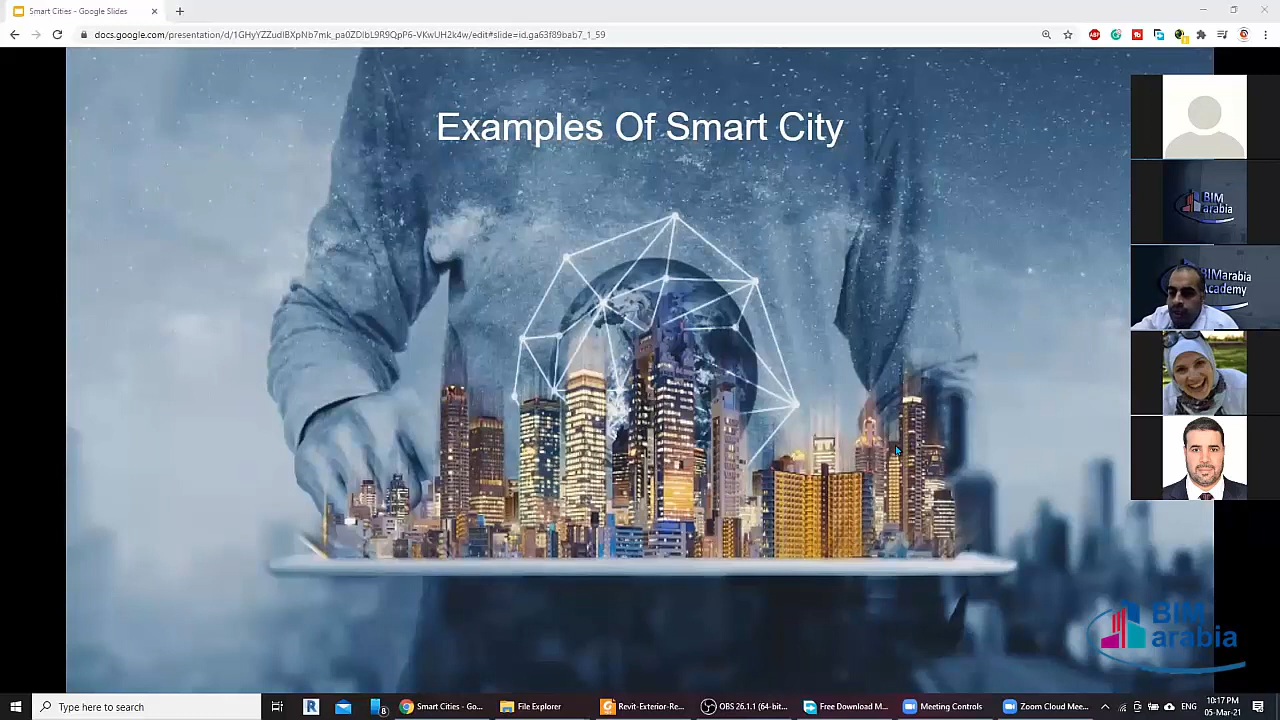 Smart Cities - Google Slides
docs.google.com/presentation/d/1GHyYZZudIBXpNb7mk_pa0ZDlbL9R9QpP6-VKwUH2k4w/edit#slide=id.ga63f89bab7_1_59
Examples Of Smart City
BIM
arabia
BIMarabia
Academy
BIM
arabia
Type here to search
8
Smart Cities - Go...
File Explorer
Revit-Exterior-Re...
OBS 26.1.1 (64-bit...
Free Download M...
Meeting Controls
Zoom Cloud Mee...
10:17 PM
05-Mar-21